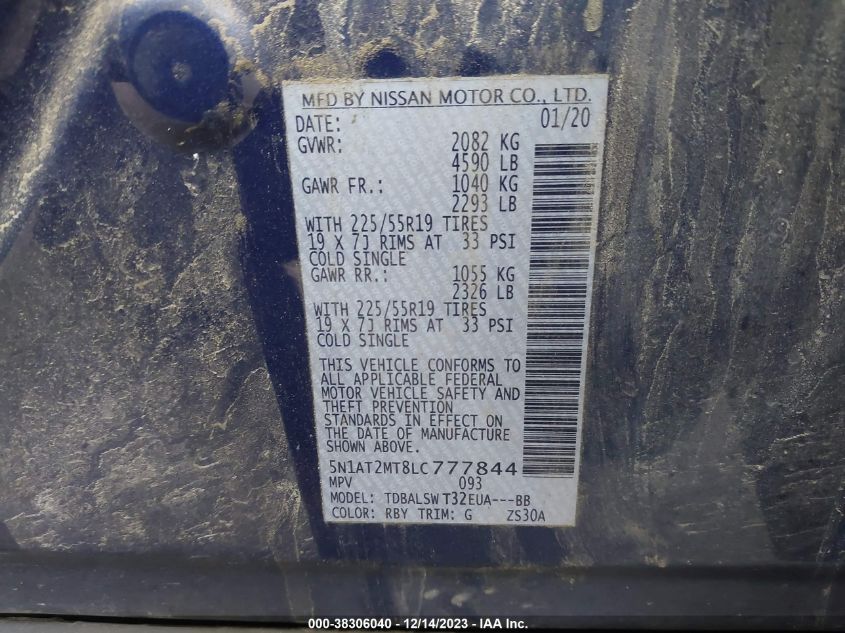 MFD BY NISSAN MOTOR CO., LTD.
DATE: 01/20
GVWR: 2082 KG
4590 LB
GAWR FR.: 1040 KG
2293 LB
WITH 225/55R19 TIRES
19 X 7J RIMS AT 33 PSI
COLD SINGLE
GAWR RR.: 1055 KG
2326 LB
WITH 225/55R19 TIRES
19 X 7J RIMS AT 33 PSI
COLD SINGLE
THIS VEHICLE CONFORMS TO
ALL APPLICABLE FEDERAL
MOTOR VEHICLE SAFETY AND
THEFT PREVENTION
STANDARDS IN EFFECT ON
THE DATE OF MANUFACTURE
SHOWN ABOVE.
5N1AT2MT8LC777844
MPV 093
MODEL: TDBALSWT32EUA---BB
COLOR: RBY TRIM: G ZS30A
000-38306040 - 12/14/2023 - IAA Inc.